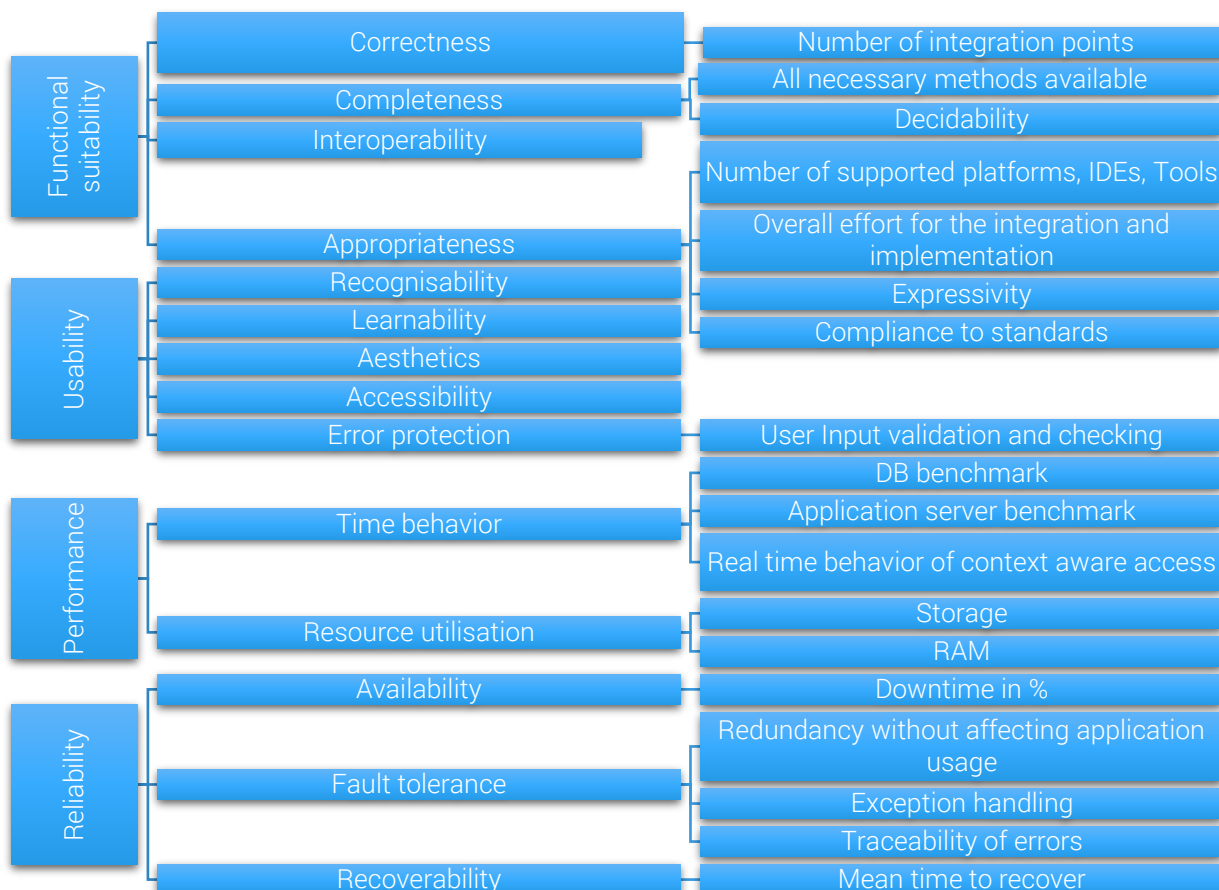 Functional
suitability
Correctness
Number of integration points
Completeness
All necessary methods available
Decidability
Interoperability
Appropriateness
Number of supported platforms, IDEs, Tools
Overall effort for the integration and
implementation
Expressivity
Compliance to standards
Usability
Recognisability
Learnability
Aesthetics
Accessibility
Error protection
User Input validation and checking
Performance
Time behavior
DB benchmark
Application server benchmark
Real time behavior of context aware access
Resource utilisation
Storage
RAM
Reliability
Availability
Downtime in %
Fault tolerance
Redundancy without affecting application
usage
Exception handling
Traceability of errors
Recoverability
Mean time to recover